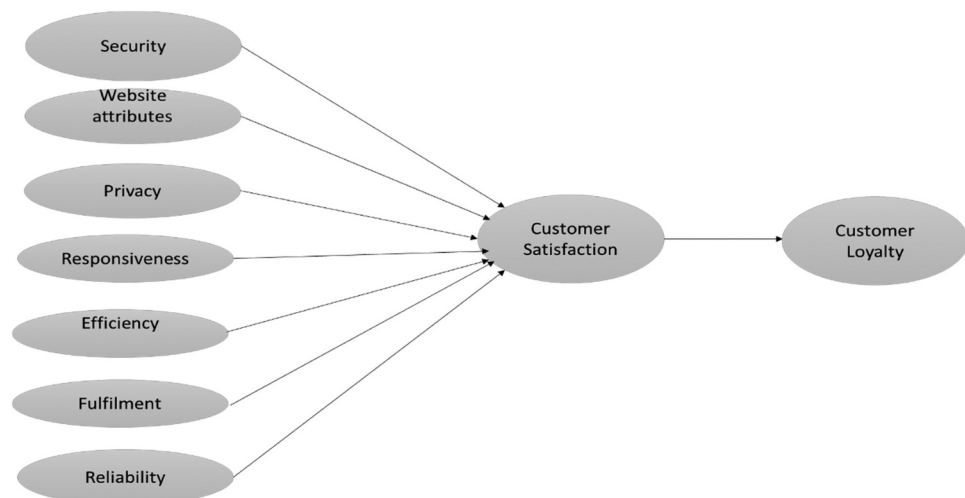 Security
Website
attributes
Privacy
Responsiveness
Efficiency
Fulfilment
Reliability
Customer
Satisfaction
Customer
Loyalty